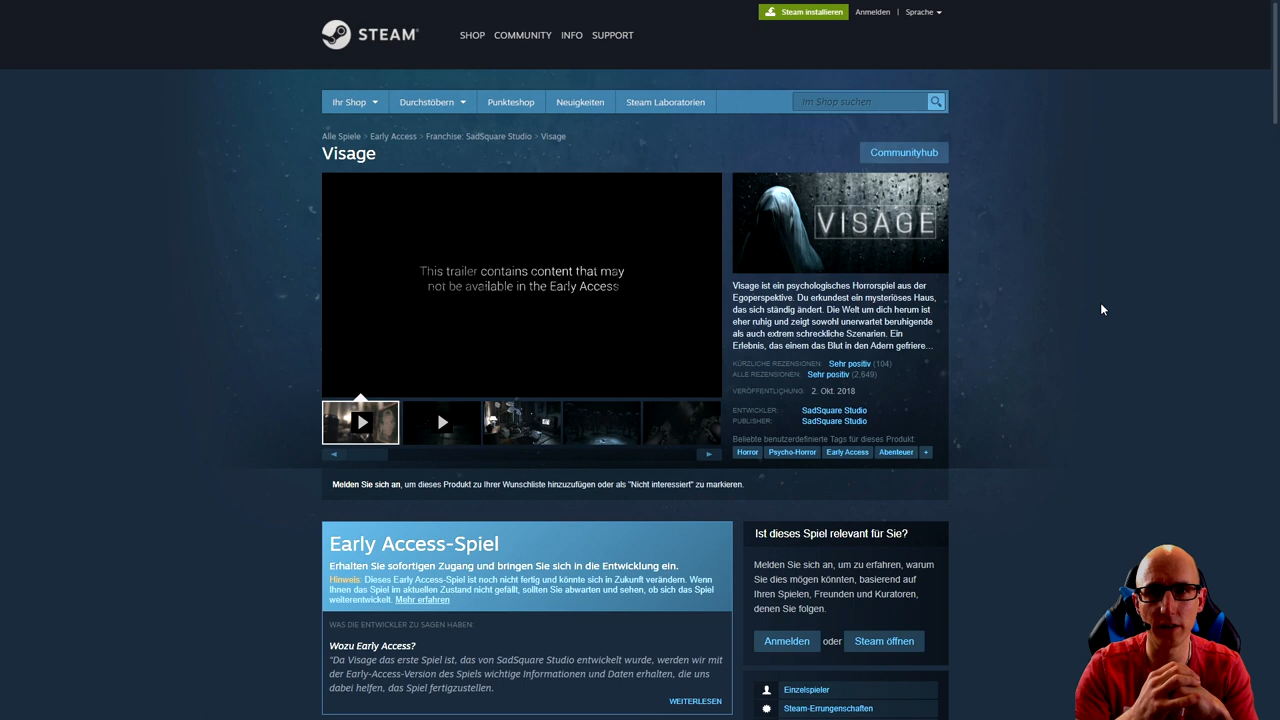 Steam installieren
Anmelden | Sprache
STEAM
SHOP COMMUNITY INFO SUPPORT
Ihr Shop Durchstöbern Punkteshop Neuigkeiten Steam Laboratorien Im Shop suchen
Alle Spiele > Early Access > Franchise: SadSquare Studio > Visage
Visage
Communityhub
This trailer contains content that may
not be available in the Early Access
VISAGE
Visage ist ein psychologisches Horrorspiel aus der
Egoperspektive. Du erkundest ein mysteriöses Haus,
das sich ständig ändert. Die Welt um dich herum ist
eher ruhig und zeigt sowohl unerwartet beruhigende
als auch extrem schreckliche Szenarien. Ein
Erlebnis, das einem das Blut in den Adern gefriere...
KÜRZLICHE REZENSIONEN: Sehr positiv (104)
ALLE REZENSIONEN: Sehr positiv (2,649)
VERÖFFENTLICHUNG: 2. Okt. 2018
ENTWICKLER: SadSquare Studio
PUBLISHER: SadSquare Studio
Beliebte benutzerdefinierte Tags für dieses Produkt:
Horror Psycho-Horror Early Access Abenteuer +
Melden Sie sich an, um dieses Produkt zu Ihrer Wunschliste hinzuzufügen oder als "Nicht interessiert" zu markieren.
Early Access-Spiel
Erhalten Sie sofortigen Zugang und bringen Sie sich in die Entwicklung ein.
Hinweis: Dieses Early Access-Spiel ist noch nicht fertig und könnte sich in Zukunft verändern. Wenn
Ihnen das Spiel im aktuellen Zustand nicht gefällt, sollten Sie abwarten und sehen, ob sich das Spiel
weiterentwickelt. Mehr erfahren
WAS DIE ENTWICKLER ZU SAGEN HABEN:
Wozu Early Access?
"Da Visage das erste Spiel ist, das von SadSquare Studio entwickelt wurde, werden wir mit
der Early-Access-Version des Spiels wichtige Informationen und Daten erhalten, die uns
dabei helfen, das Spiel fertigzustellen.
WEITERLESEN
Ist dieses Spiel relevant für Sie?
Melden Sie sich an, um zu erfahren, warum
Sie dies mögen könnten, basierend auf
Ihren Spielen, Freunden und Kuratoren,
denen Sie folgen.
Anmelden oder Steam öffnen
Einzelspieler
Steam-Errungenschaften